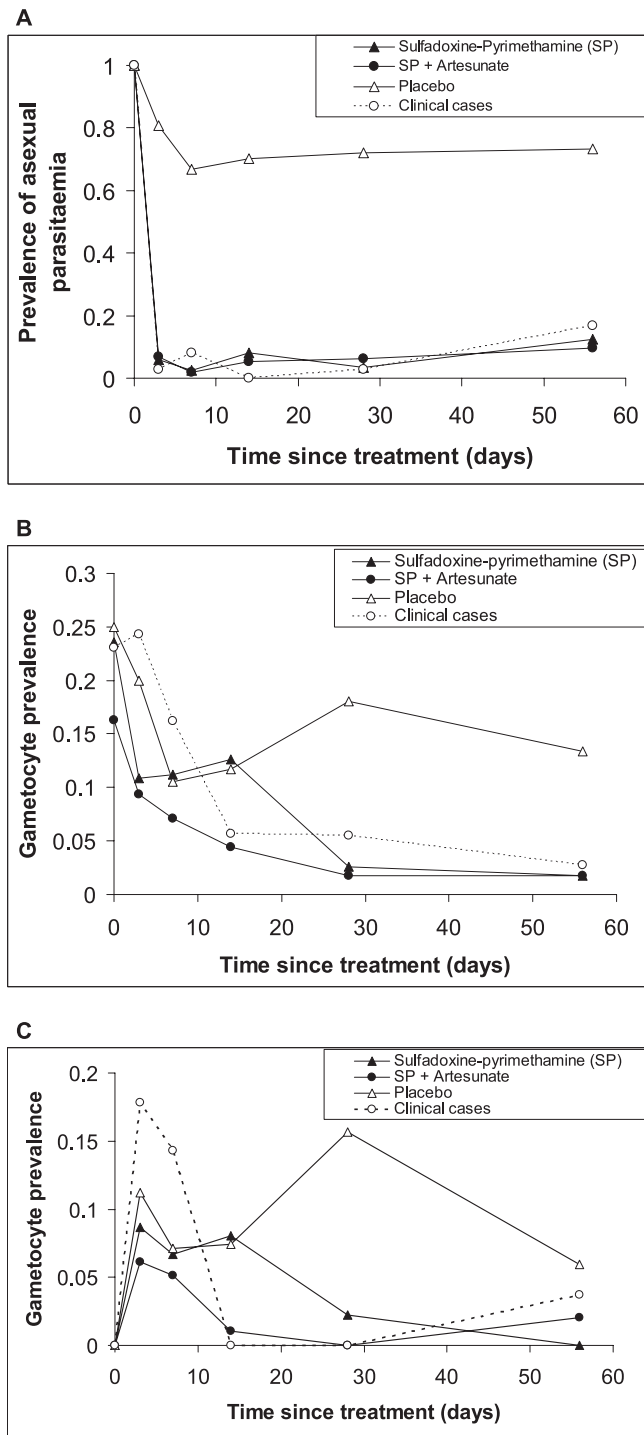 A
Sulfadoxine-Pyrimethamine (SP)
SP + Artesunate
Placebo
Clinical cases
1
0.8
0.6
0.4
0.2
0
Prevalence of asexual
parasitaemia
0 10 20 30 40 50 60
Time since treatment (days)
B
Sulfadoxine-pyrimethamine (SP)
SP + Artesunate
Placebo
Clinical cases
0.3
0.25
0.2
0.15
0.1
0.05
0
Gametocyte prevalence
0 10 20 30 40 50 60
Time since treatment (days)
C
Sulfadoxine-pyrimethamine (SP)
SP + Artesunate
Placebo
Clinical cases
0.2
0.15
0.1
0.05
0
Gametocyte prevalence
0 10 20 30 40 50 60
Time since treatment (days)